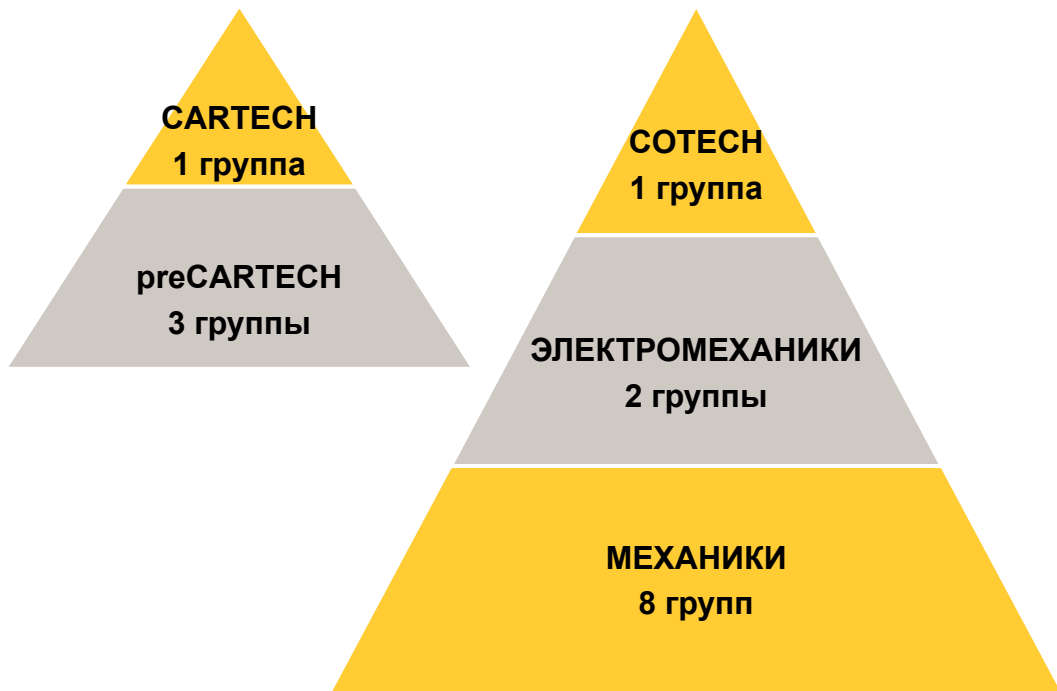 CARTECH
1 группа
preCARTECH
3 группы
COTECH
1 группа
ЭЛЕКТРОМЕХАНИКИ
2 группы
МЕХАНИКИ
8 групп